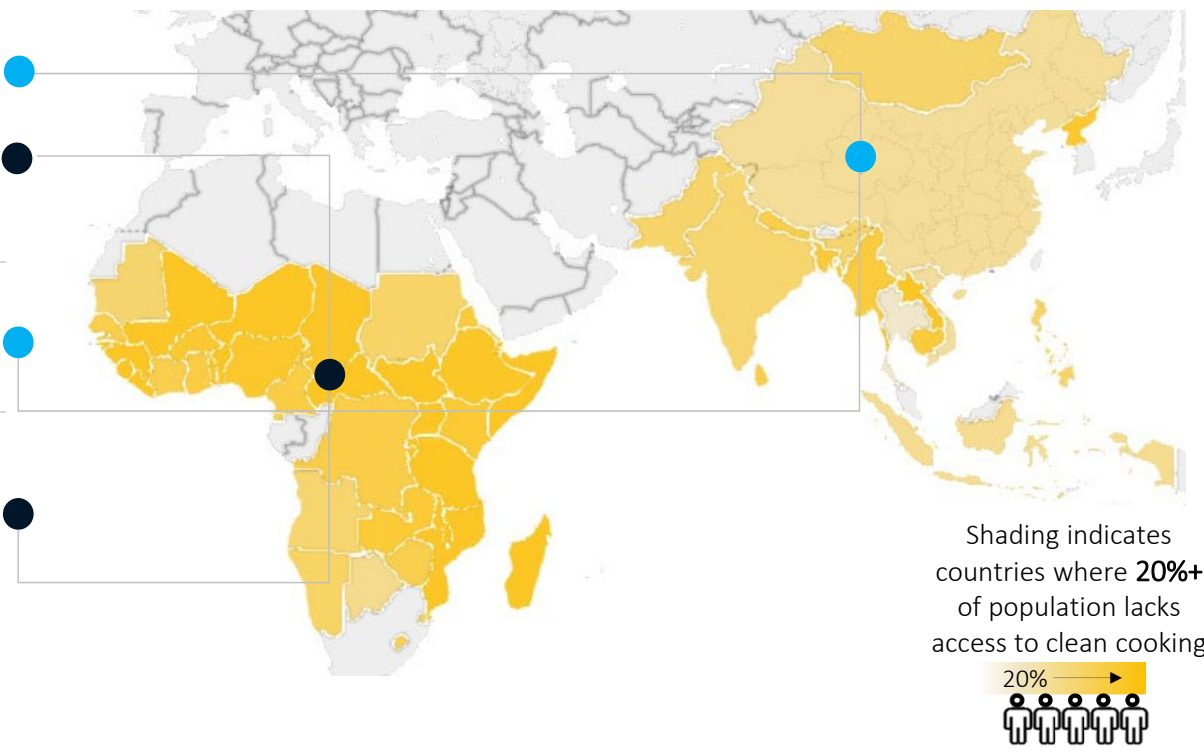 Shading indicates
countries where 20%+
of population lacks
access to clean cooking
20%